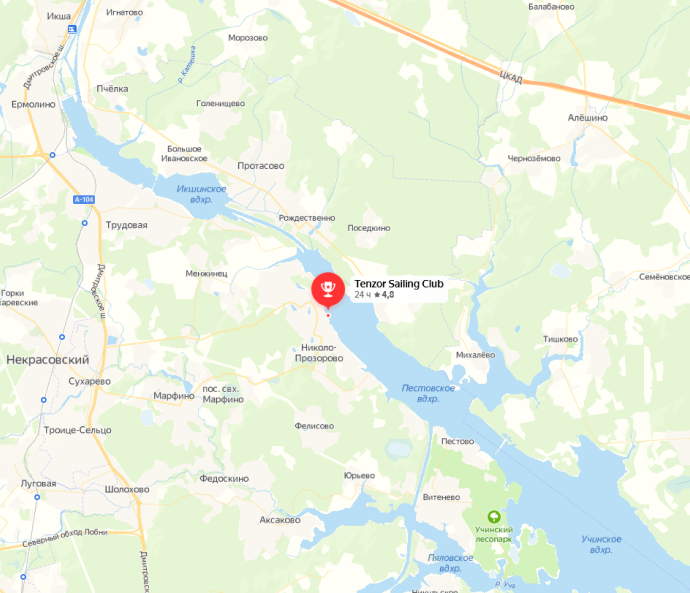 Балабаново
Икша
Игнатово
Морозово
Дмитровское ш.
р. Катышка
ЦКАД
Пчёлка
Ермолино
Голенищево
Алёшино
Большое
Ивановское
Черноземово
Протасово
Икшинское
вдхр.
А-104
Рождественно
Трудовая
Поседкино
Менжинец
Дмитровское ш.
Семёновское
Tenzor Sailing Club
24 ч ★ 4,8
Горки
Тишково
Николо-
Прозорово
Михалёво
Некрасовский
Сухарево
пос. свх.
Марфино
Марфино
Пестовское
вдхр.
Фелисово
Троице-Сельцо
Пестово
Федоскино
Юрьево
Луговая
Шолохово
Витенево
Аксаково
Учинский
лесопарк
Северный обход Лобни
Учинское
вдхр.
Пяловское
вдхр.
р. Уча